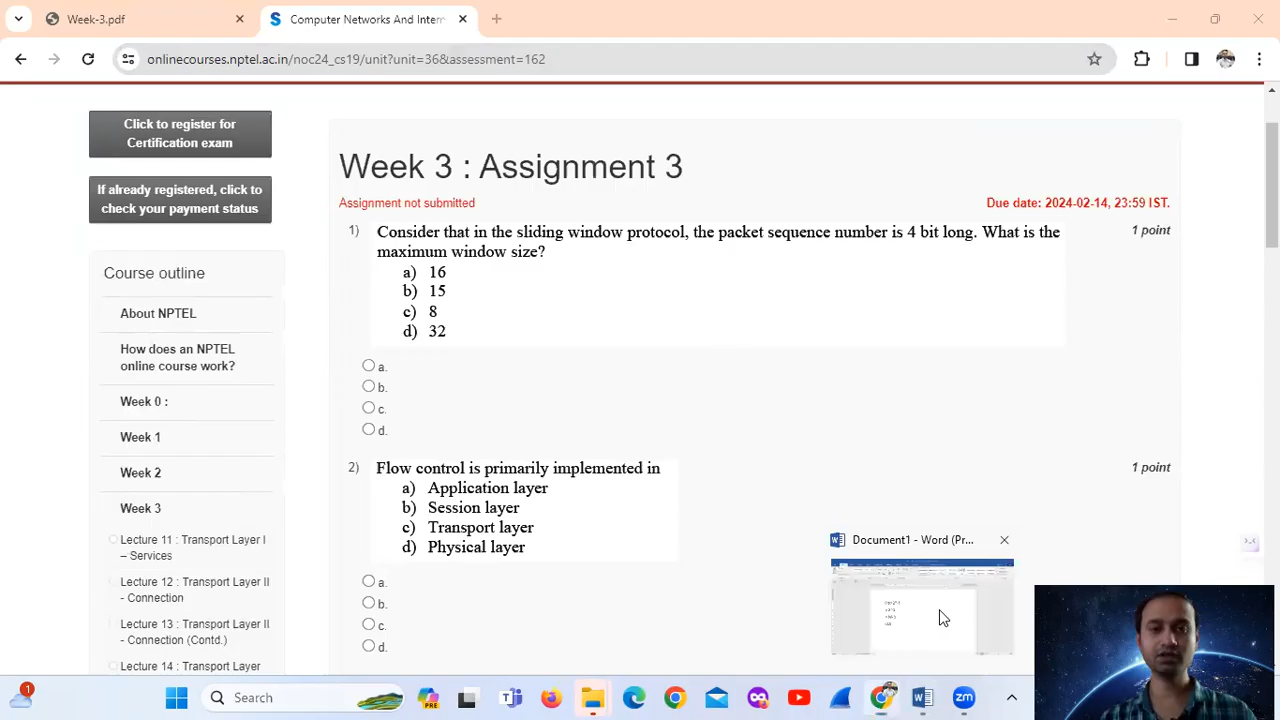 Week-3.pdf
Computer Networks And Intern
onlinecourses.nptel.ac.in/noc24_cs19/unit?unit=36&assessment=162
Click to register for
Certification exam
If already registered, click to
check your payment status
Course outline
About NPTEL
How does an NPTEL
online course work?
Week 0 :
Week 1
Week 2
Week 3
Lecture 11 : Transport Layer I
– Services
Lecture 12 : Transport Layer II
- Connection
Lecture 13 : Transport Layer II
- Connection (Contd.)
Lecture 14 : Transport Layer
Week 3 : Assignment 3
Assignment not submitted
Due date: 2024-02-14, 23:59 IST.
1) Consider that in the sliding window protocol, the packet sequence number is 4 bit long. What is the 1 point
maximum window size?
a) 16
b) 15
c) 8
d) 32
a.
b.
c.
d.
2) Flow control is primarily implemented in 1 point
a) Application layer
b) Session layer
c) Transport layer
d) Physical layer
a.
b.
c.
d.
Document1 - Word (Pr...
1
Search
PRE
zm